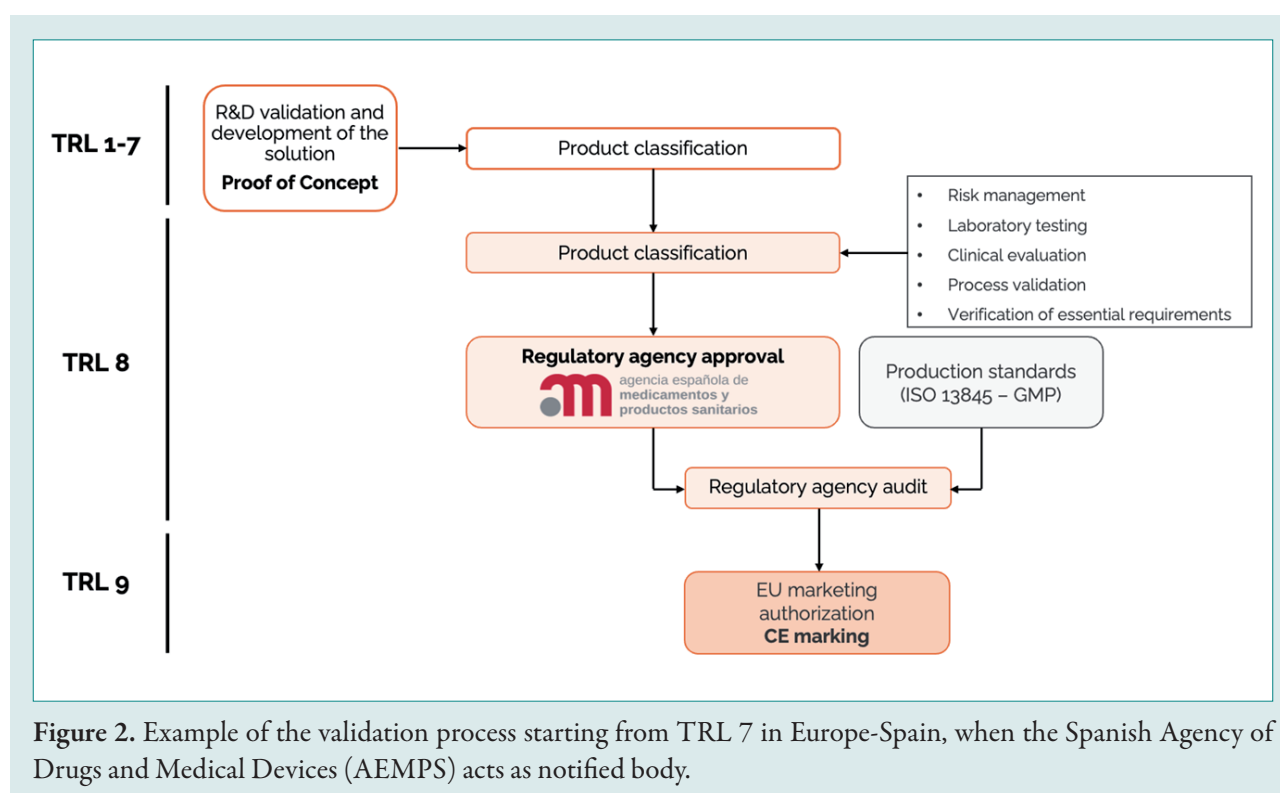 TRL 1-7
R&D validation and
development of the
solution
Proof of Concept
Product classification
• Risk management
• Laboratory testing
• Clinical evaluation
• Process validation
• Verification of essential requirements
Product classification
TRL 8
Regulatory agency approval
am
agencia española de
medicamentos y
productos sanitarios
Production standards
(ISO 13845 – GMP)
Regulatory agency audit
TRL 9
EU marketing
authorization
CE marking
Figure 2. Example of the validation process starting from TRL 7 in Europe-Spain, when the Spanish Agency of
Drugs and Medical Devices (AEMPS) acts as notified body.